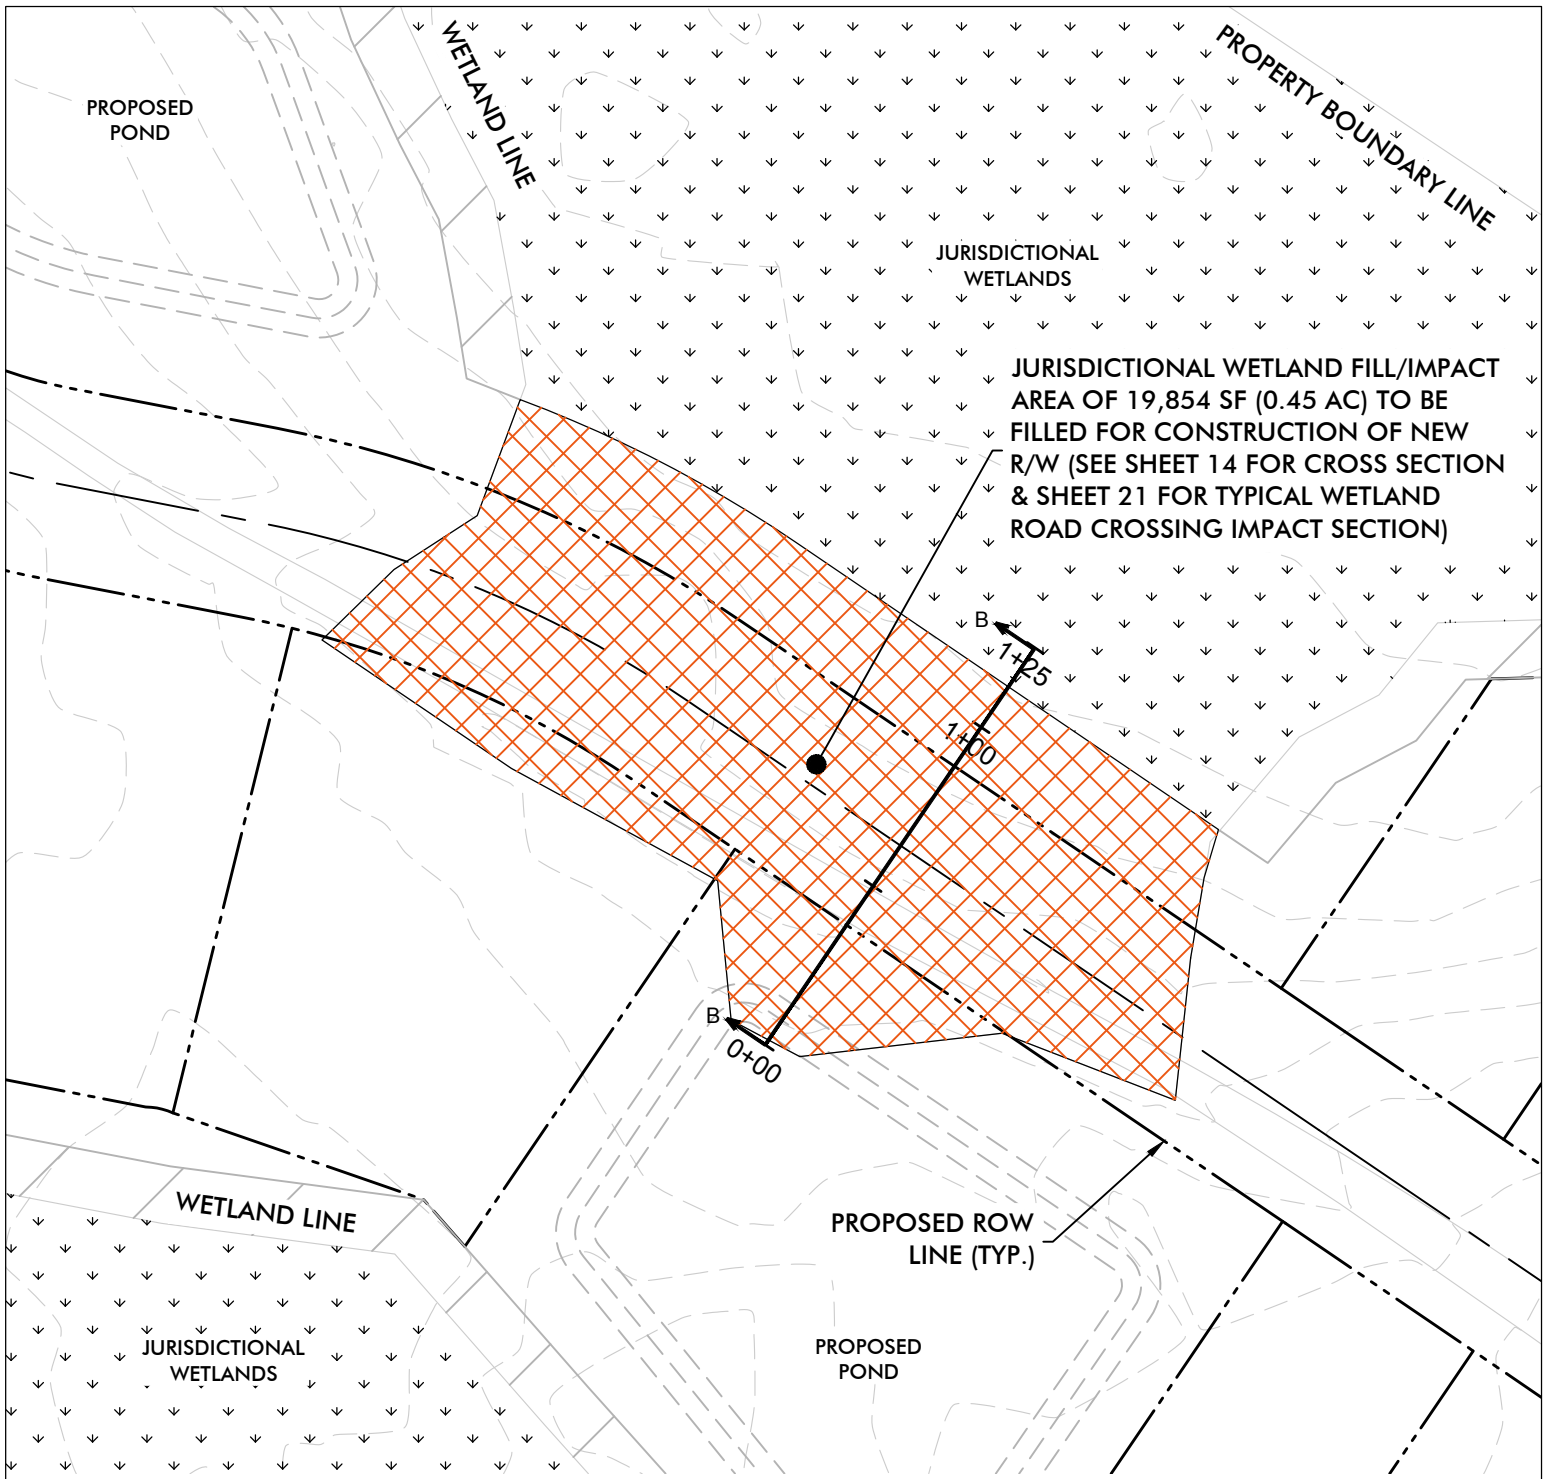 PROPOSED
POND
WETLAND LINE
PROPERTY BOUNDARY LINE
JURISDICTIONAL
WETLANDS
JURISDICTIONAL WETLAND FILL/IMPACT
AREA OF 19,854 SF (0.45 AC) TO BE
FILLED FOR CONSTRUCTION OF NEW
R/W (SEE SHEET 14 FOR CROSS SECTION
& SHEET 21 FOR TYPICAL WETLAND
ROAD CROSSING IMPACT SECTION)
B
1+25
1+00
B
0+00
WETLAND LINE
PROPOSED ROW
LINE (TYP.)
JURISDICTIONAL
WETLANDS
PROPOSED
POND